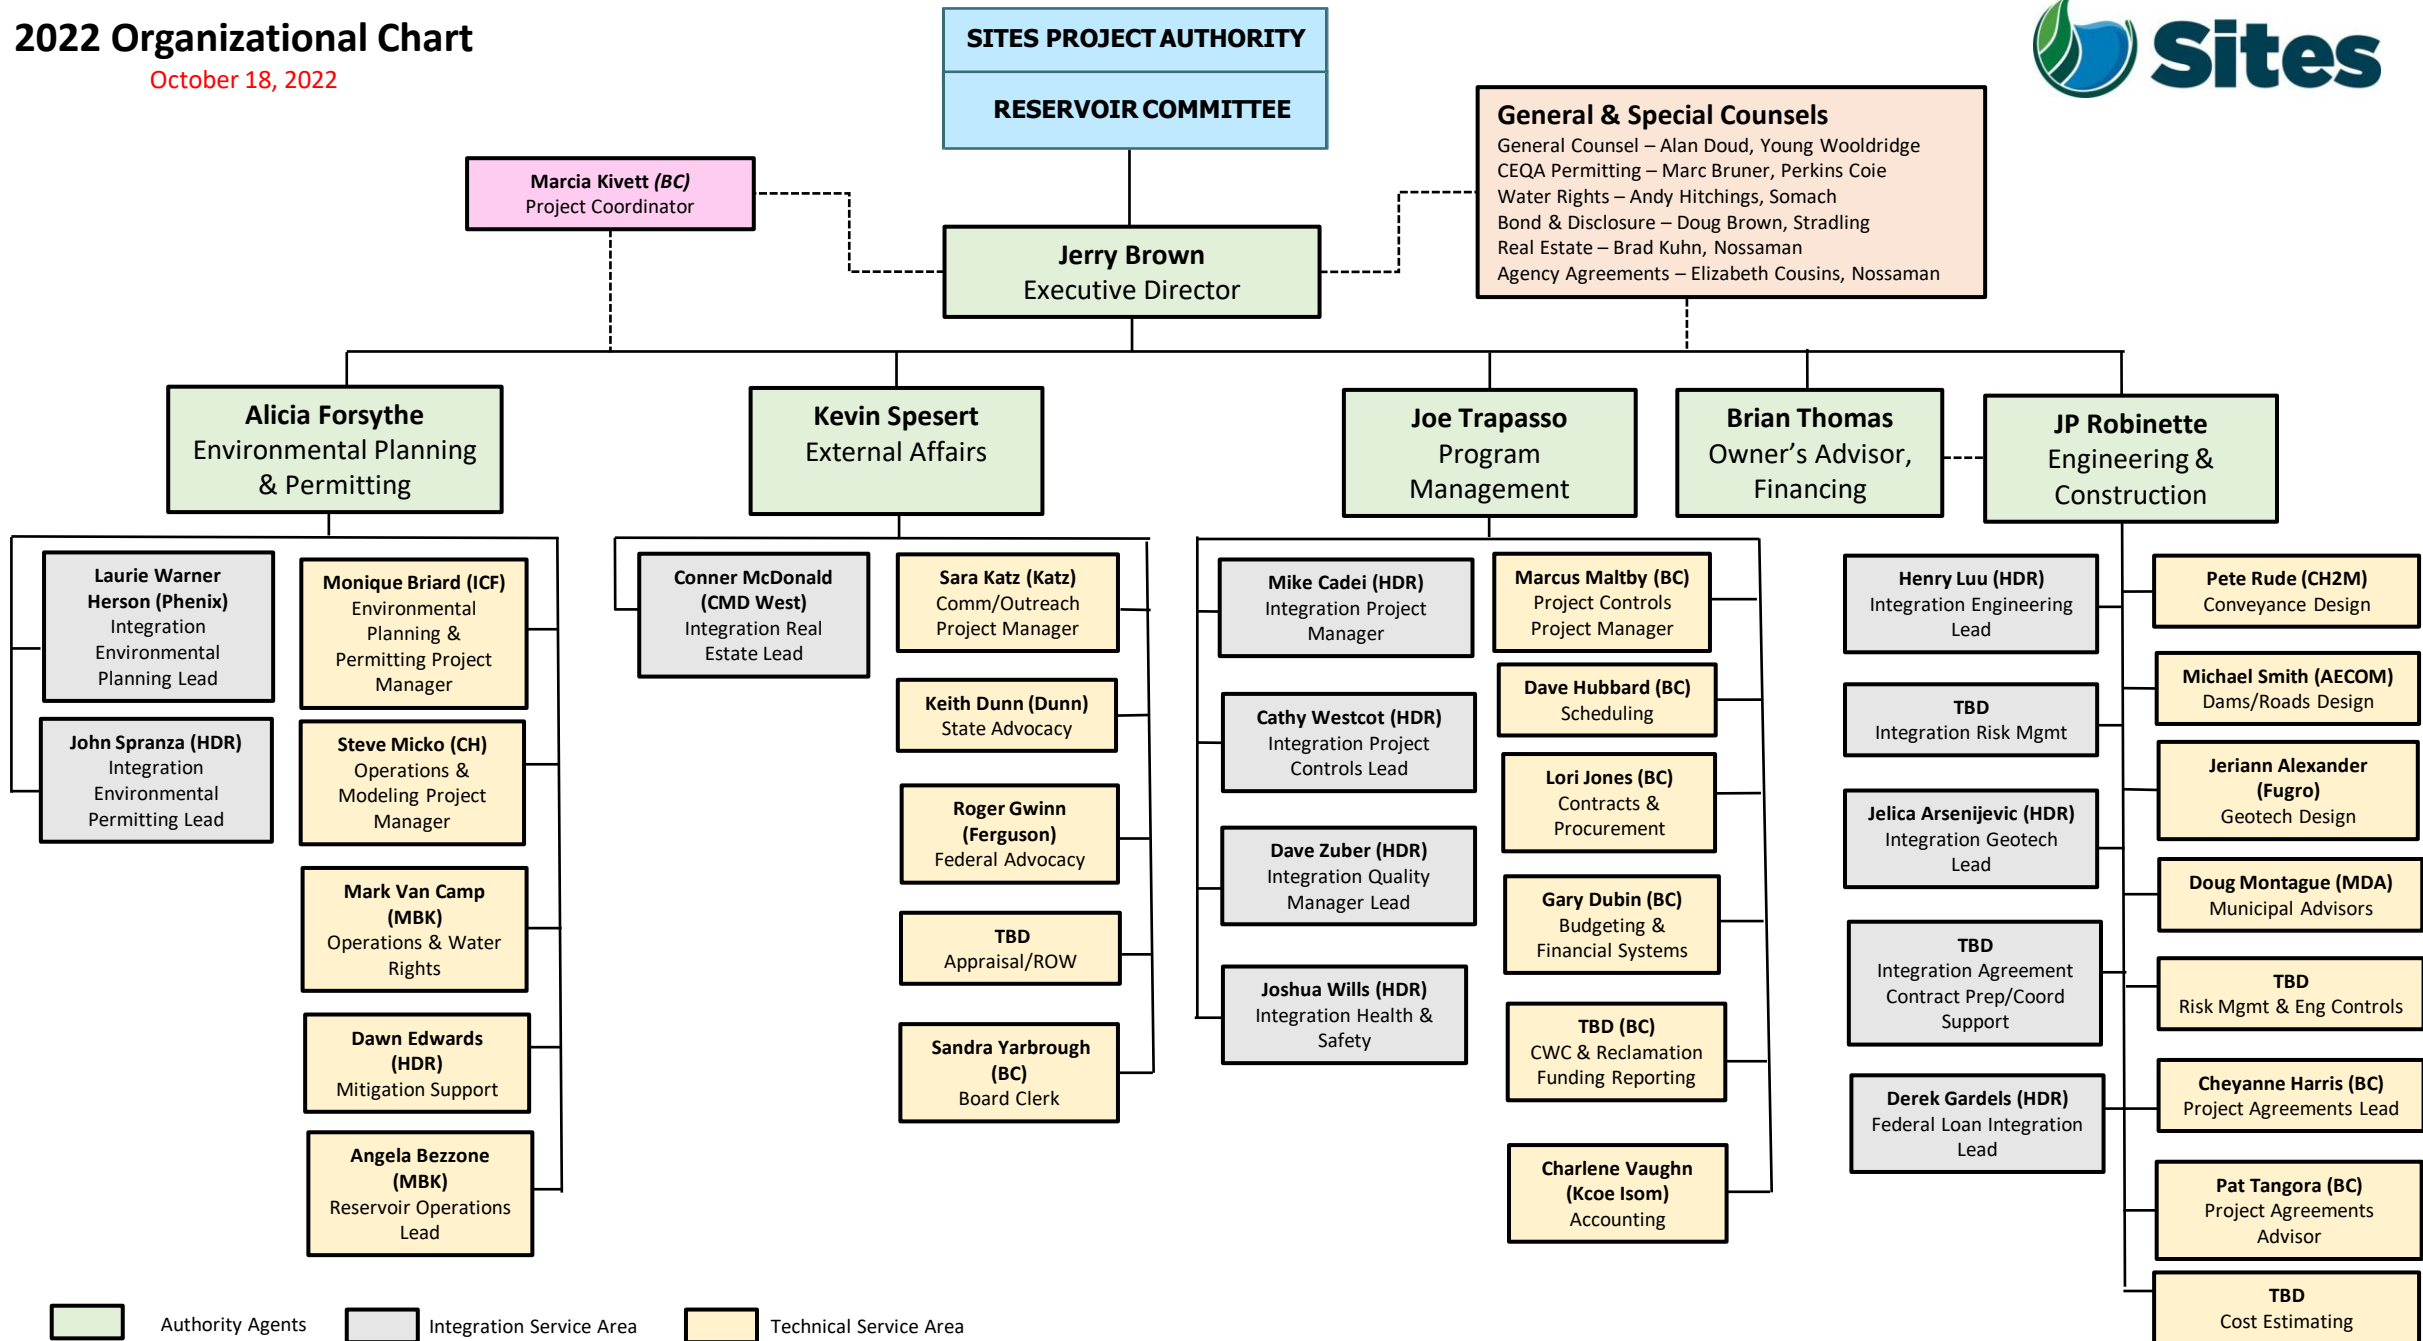 2022 Organizational Chart
October 18, 2022
SITES PROJECT AUTHORITY
RESERVOIR COMMITTEE
Sites
General & Special Counsels
General Counsel – Alan Doud, Young Wooldridge
CEQA Permitting – Marc Bruner, Perkins Coie
Water Rights – Andy Hitchings, Somach
Bond & Disclosure – Doug Brown, Stradling
Real Estate – Brad Kuhn, Nossaman
Agency Agreements – Elizabeth Cousins, Nossaman
Marcia Kivett (BC)
Project Coordinator
Jerry Brown
Executive Director
Alicia Forsythe
Environmental Planning
& Permitting
Kevin Spesert
External Affairs
Joe Trapasso
Program
Management
Brian Thomas
Owner’s Advisor,
Financing
JP Robinette
Engineering &
Construction
Laurie Warner
Herson (Phenix)
Integration
Environmental
Planning Lead
John Spranza (HDR)
Integration
Environmental
Permitting Lead
Monique Briard (ICF)
Environmental
Planning &
Permitting Project
Manager
Steve Micko (CH)
Operations &
Modeling Project
Manager
Mark Van Camp
(MBK)
Operations & Water
Rights
Dawn Edwards
(HDR)
Mitigation Support
Angela Bezzone
(MBK)
Reservoir Operations
Lead
Conner McDonald
(CMD West)
Integration Real
Estate Lead
Sara Katz (Katz)
Comm/Outreach
Project Manager
Keith Dunn (Dunn)
State Advocacy
Roger Gwinn
(Ferguson)
Federal Advocacy
TBD
Appraisal/ROW
Sandra Yarbrough
(BC)
Board Clerk
Mike Cadei (HDR)
Integration Project
Manager
Cathy Westcot (HDR)
Integration Project
Controls Lead
Dave Zuber (HDR)
Integration Quality
Manager Lead
Joshua Wills (HDR)
Integration Health &
Safety
Marcus Maltby (BC)
Project Controls
Project Manager
Dave Hubbard (BC)
Scheduling
Lori Jones (BC)
Contracts &
Procurement
Gary Dubin (BC)
Budgeting &
Financial Systems
TBD (BC)
CWC & Reclamation
Funding Reporting
Charlene Vaughn
(Kcoe Isom)
Accounting
Henry Luu (HDR)
Integration Engineering
Lead
TBD
Integration Risk Mgmt
Jelica Arsenijevic (HDR)
Integration Geotech
Lead
TBD
Integration Agreement
Contract Prep/Coord
Support
Derek Gardels (HDR)
Federal Loan Integration
Lead
Pete Rude (CH2M)
Conveyance Design
Michael Smith (AECOM)
Dams/Roads Design
Jeriann Alexander
(Fugro)
Geotech Design
Doug Montague (MDA)
Municipal Advisors
TBD
Risk Mgmt & Eng Controls
Cheyanne Harris (BC)
Project Agreements Lead
Pat Tangora (BC)
Project Agreements
Advisor
TBD
Cost Estimating
Authority Agents
Integration Service Area
Technical Service Area